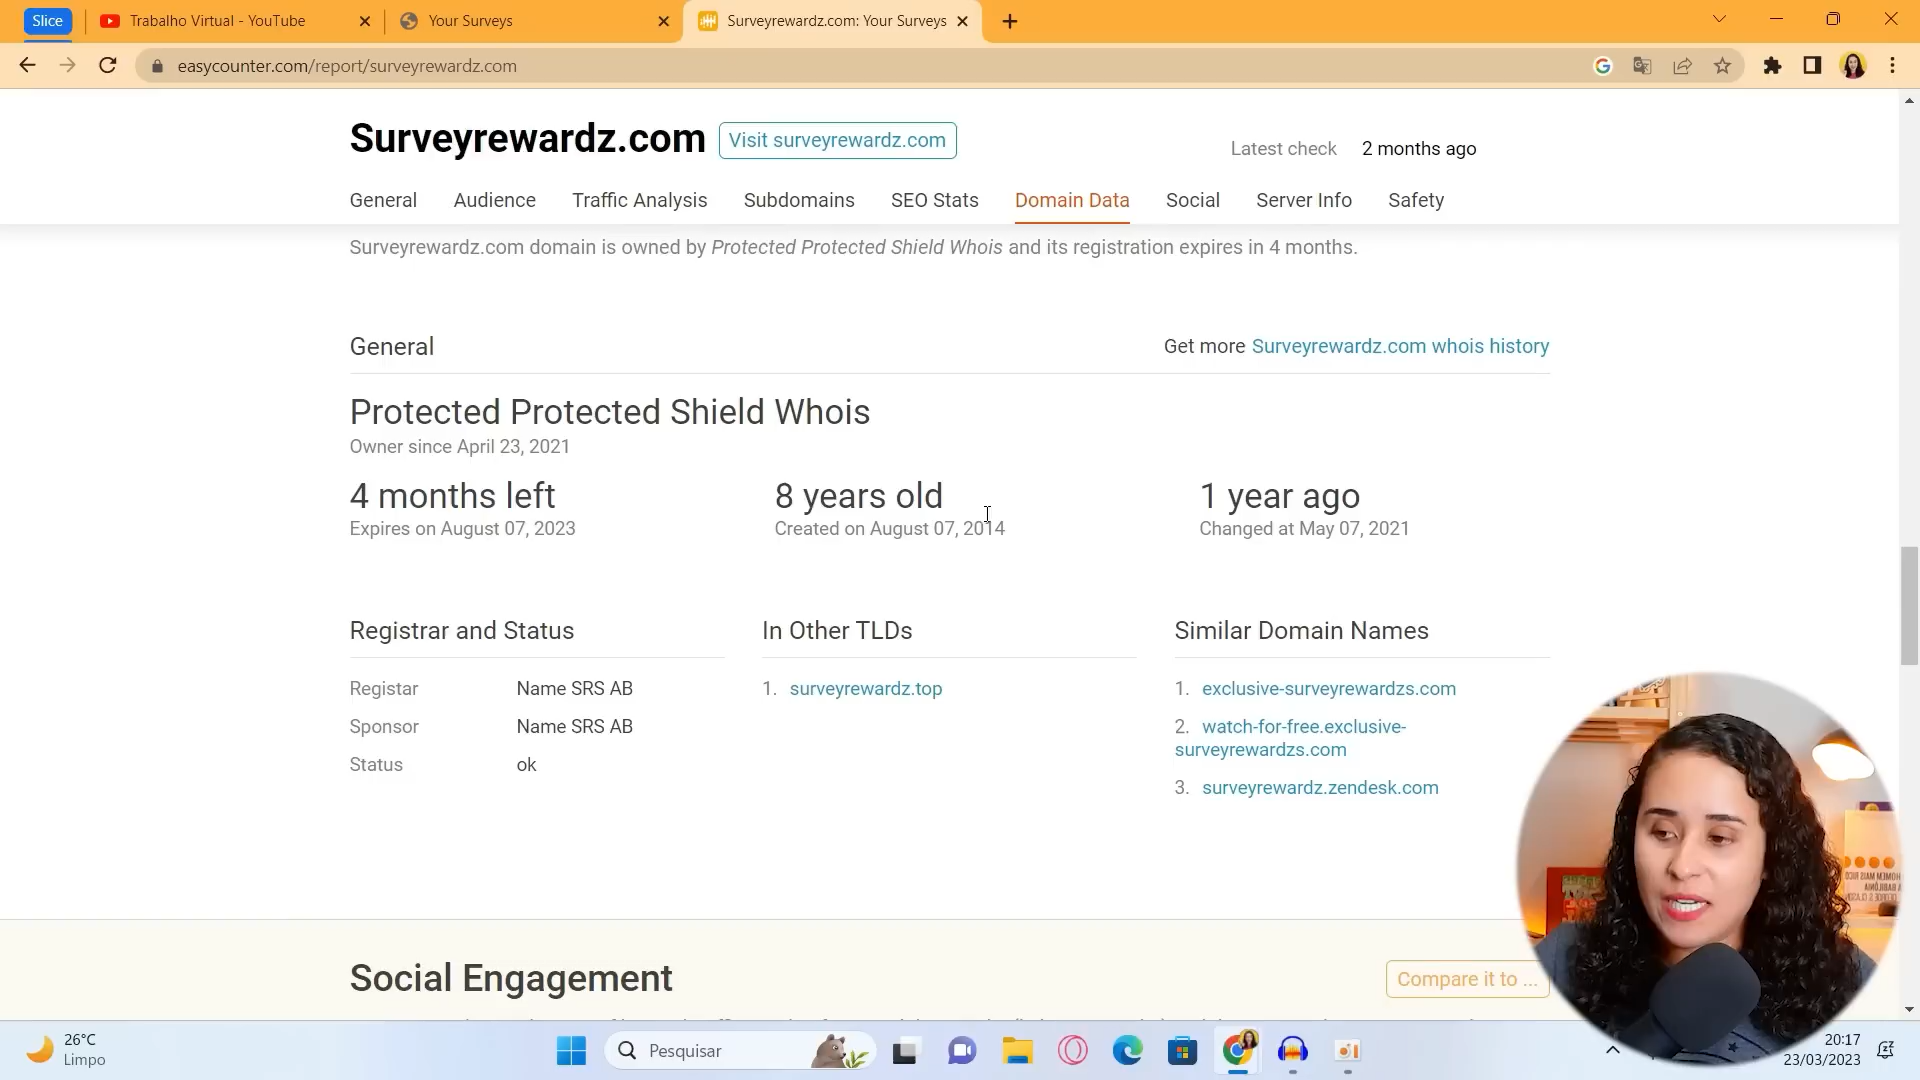 Slice
Trabalho Virtual - YouTube
Your Surveys
Surveyrewardz.com: Your Surveys
easycounter.com/report/surveyrewardz.com
Surveyrewardz.com
Visit surveyrewardz.com
Latest check 2 months ago
General Audience Traffic Analysis Subdomains SEO Stats Domain Data Social Server Info Safety
Surveyrewardz.com domain is owned by Protected Protected Shield Whois and its registration expires in 4 months.
General
Get more Surveyrewardz.com whois history
Protected Protected Shield Whois
Owner since April 23, 2021
4 months left
Expires on August 07, 2023
8 years old
Created on August 07, 2014
1 year ago
Changed at May 07, 2021
Registrar and Status
Registar Name SRS AB
Sponsor Name SRS AB
Status ok
In Other TLDs
1. surveyrewardz.top
Similar Domain Names
1. exclusive-surveyrewardzs.com
2. watch-for-free.exclusive-
surveyrewardzs.com
3. surveyrewardz.zendesk.com
Social Engagement
Compare it to ...
26°C
Limpo
Pesquisar
20:17
23/03/2023